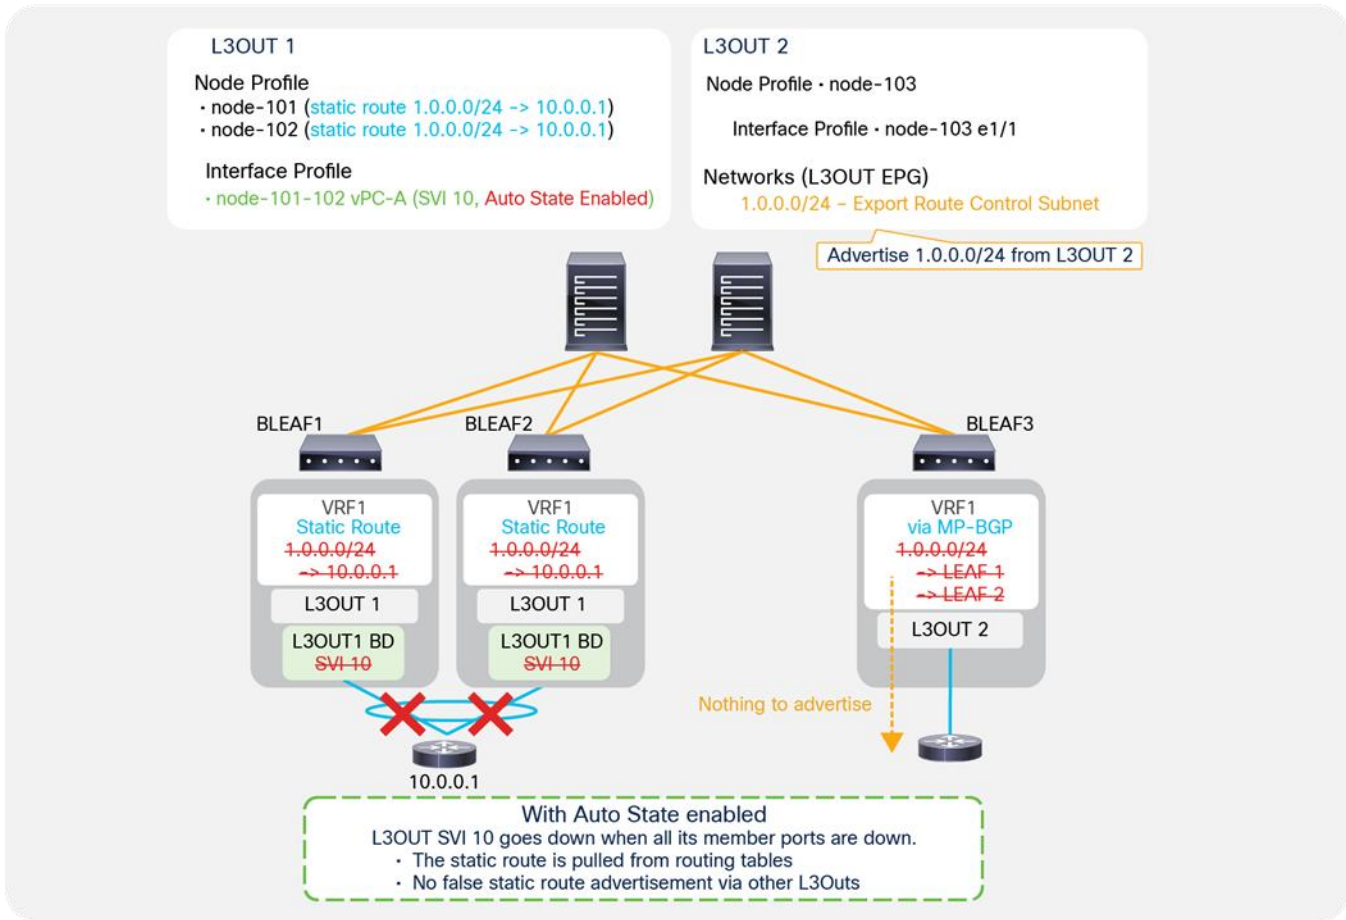 L3OUT 1
Node Profile
· node-101 (static route 1.0.0.0/24 -> 10.0.0.1)
· node-102 (static route 1.0.0.0/24 -> 10.0.0.1)
Interface Profile
· node-101-102 vPC-A (SVI 10, Auto State Enabled)
L3OUT 2
Node Profile · node-103
Interface Profile · node-103 e1/1
Networks (L3OUT EPG)
1.0.0.0/24 - Export Route Control Subnet
Advertise 1.0.0.0/24 from L3OUT 2
BLEAF1
BLEAF2
BLEAF3
VRF1
Static Route
1.0.0.0/24
-> 10.0.0.1
L3OUT 1
L3OUT1 BD
SVI 10
VRF1
Static Route
1.0.0.0/24
-> 10.0.0.1
L3OUT 1
L3OUT1 BD
SVI 10
VRF1
via MP-BGP
1.0.0.0/24
-> LEAF 1
-> LEAF 2
L3OUT 2
Nothing to advertise
10.0.0.1
With Auto State enabled
L3OUT SVI 10 goes down when all its member ports are down.
· The static route is pulled from routing tables
· No false static route advertisement via other L3Outs